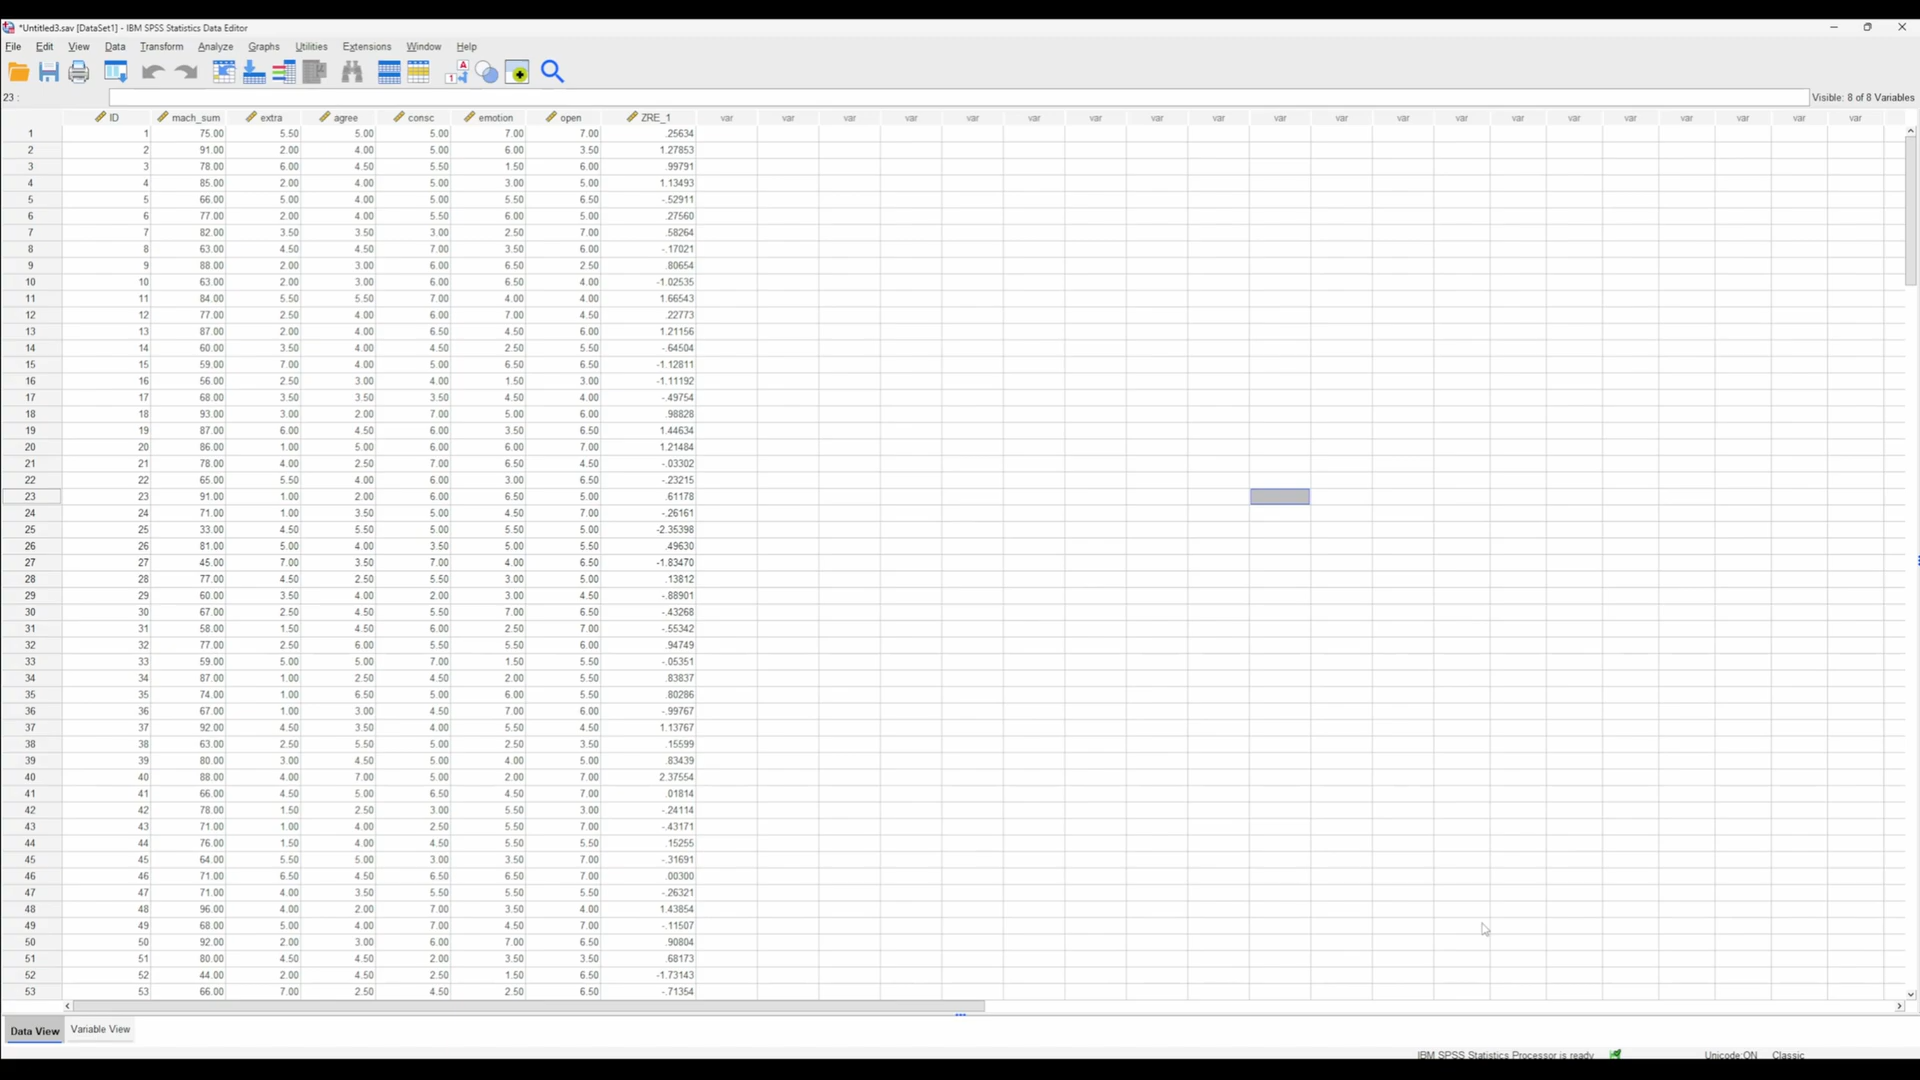 *Untitled3.sav [DataSet1] - IBM SPSS Statistics Data Editor
File Edit View Data Transform Analyze Graphs Utilities Extensions Window Help
23 : Visible: 8 of 8 Variables
ID mach_sum extra agree consc emotion open ZRE_1 var var var var var var var var var var var var var var var var var var var
1 1 75.00 5.50 5.00 5.00 7.00 7.00 .25634
2 2 91.00 2.00 4.00 5.00 6.00 3.50 1.27853
3 3 78.00 6.00 4.50 5.50 1.50 6.00 .99791
4 4 85.00 2.00 4.00 5.00 3.00 5.00 1.13493
5 5 66.00 5.00 4.00 5.00 5.50 6.50 -.52911
6 6 77.00 2.00 4.00 5.50 6.00 5.00 .27560
7 7 82.00 3.50 3.50 3.00 2.50 7.00 .58264
8 8 63.00 4.50 4.50 7.00 3.50 6.00 -.17021
9 9 88.00 2.00 3.00 6.00 6.50 2.50 .80654
10 10 63.00 2.00 3.00 6.00 6.50 4.00 -1.02535
11 11 84.00 5.50 5.50 7.00 4.00 4.00 1.66543
12 12 77.00 2.50 4.00 6.00 7.00 4.50 .22773
13 13 87.00 2.00 4.00 6.50 4.50 6.00 1.21156
14 14 60.00 3.50 4.00 4.50 2.50 5.50 -.64504
15 15 59.00 7.00 4.00 5.00 6.50 6.50 -1.12811
16 16 56.00 2.50 3.00 4.00 1.50 3.00 -1.11192
17 17 68.00 3.50 3.50 3.50 4.50 4.00 -.49754
18 18 93.00 3.00 2.00 7.00 5.00 6.00 .98828
19 19 87.00 6.00 4.50 6.00 3.50 6.50 1.44634
20 20 86.00 1.00 5.00 6.00 6.00 7.00 1.21484
21 21 78.00 4.00 2.50 7.00 6.50 4.50 -.03302
22 22 65.00 5.50 4.00 6.00 3.00 6.50 -.23215
23 23 91.00 1.00 2.00 6.00 6.50 5.00 .61178
24 24 71.00 1.00 3.50 5.00 4.50 7.00 -.26161
25 25 33.00 4.50 5.50 5.00 5.50 5.00 -2.35398
26 26 81.00 5.00 4.00 3.50 5.00 5.50 .49630
27 27 45.00 7.00 3.50 7.00 4.00 6.50 -1.83470
28 28 77.00 4.50 2.50 5.50 3.00 5.00 .13812
29 29 60.00 3.50 4.00 2.00 3.00 4.50 -.88901
30 30 67.00 2.50 4.50 5.50 7.00 6.50 -.43268
31 31 58.00 1.50 4.50 6.00 2.50 7.00 -.55342
32 32 77.00 2.50 6.00 5.50 5.50 6.00 .94749
33 33 59.00 5.00 5.00 7.00 1.50 5.50 -.05351
34 34 87.00 1.00 2.50 4.50 2.00 5.50 .83837
35 35 74.00 1.00 6.50 5.00 6.00 5.50 .80286
36 36 67.00 1.00 3.00 4.50 7.00 6.00 -.99767
37 37 92.00 4.50 3.50 4.00 5.50 4.50 1.13767
38 38 63.00 2.50 5.50 5.00 2.50 3.50 .15599
39 39 80.00 3.00 4.50 5.00 4.00 5.00 .83439
40 40 88.00 4.00 7.00 5.00 2.00 7.00 2.37554
41 41 66.00 4.50 5.00 6.50 4.50 7.00 .01814
42 42 78.00 1.50 2.50 3.00 5.50 3.00 -.24114
43 43 71.00 1.00 4.00 2.50 5.50 7.00 -.43171
44 44 76.00 1.50 4.00 4.50 5.50 5.50 .15255
45 45 64.00 5.50 5.00 3.00 3.50 7.00 -.31691
46 46 71.00 6.50 4.50 6.50 6.50 7.00 .00300
47 47 71.00 4.00 3.50 5.50 5.50 5.50 -.26321
48 48 96.00 4.00 2.00 7.00 3.50 4.00 1.43854
49 49 68.00 5.00 4.00 7.00 4.50 7.00 -.11507
50 50 92.00 2.00 3.00 6.00 7.00 6.50 .90804
51 51 80.00 4.50 4.50 2.00 3.50 3.50 .68173
52 52 44.00 2.00 4.50 2.50 1.50 6.50 -1.73143
53 53 66.00 7.00 2.50 4.50 2.50 6.50 -.71354
Data View Variable View
IBM SPSS Statistics Processor is ready Unicode:ON Classic